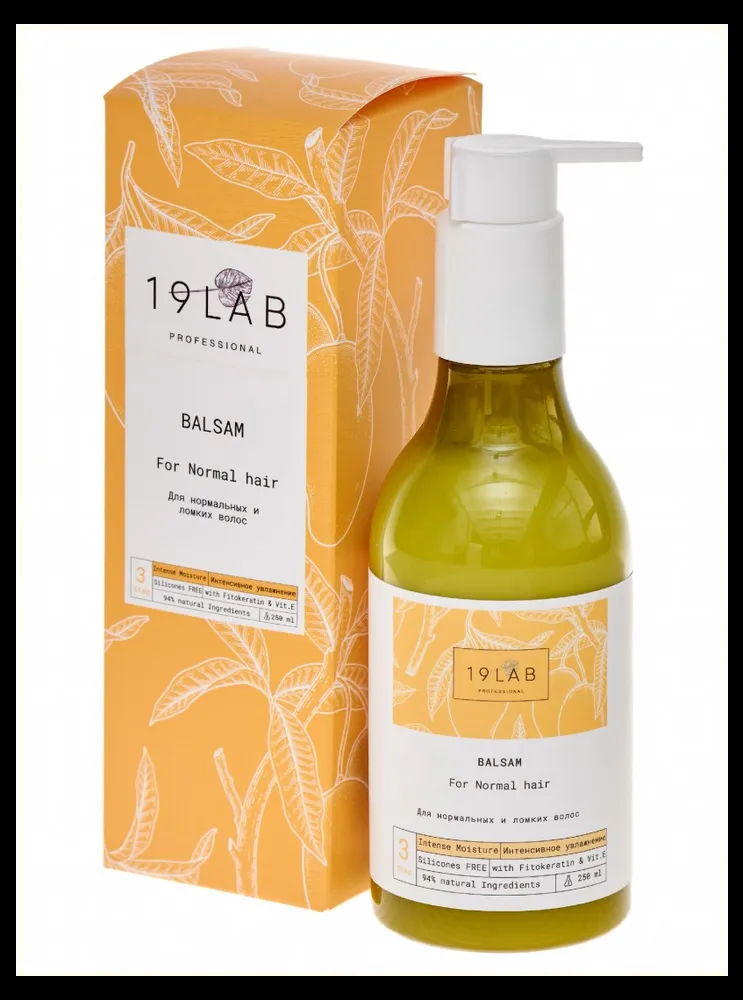 19LAB
PROFESSIONAL
BALSAM
For Normal hair
Для нормальных и
ломких волос
3
Intense Moisture Интенсивное увлажнение
Silicones FREE with Fitokeratin & Vit.E
94% natural Ingredients 250 ml
19LAB
PROFESSIONAL
BALSAM
For Normal hair
Для нормальных и ломких волос
3
Intense Moisture Интенсивное увлажнение
Silicones FREE with Fitokeratin & Vit.E
94% natural Ingredients 250 ml